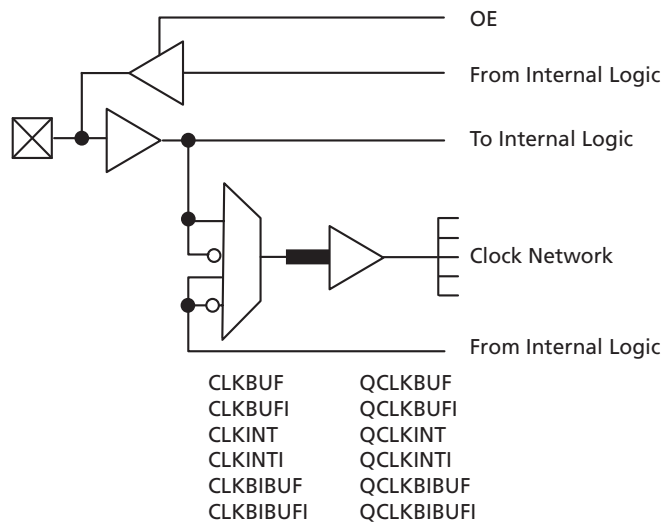 OE
From Internal Logic
To Internal Logic
Clock Network
From Internal Logic
CLKBUF QCLKBUF
CLKBUFI QCLKBUFI
CLKINT QCLKINT
CLKINTI QCLKINTI
CLKBIBUF QCLKBIBUF
CLKBIBUFI QCLKBIBUFI